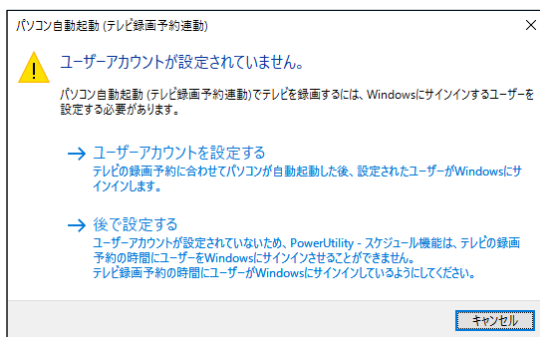 パソコン自動起動 (テレビ録画予約連動)
ユーザーアカウントが設定されていません。
パソコン自動起動 (テレビ録画予約連動)でテレビを録画するには、Windowsにサインインするユーザーを
設定する必要があります。
→ ユーザーアカウントを設定する
テレビの録画予約に合わせてパソコンが自動起動した後、設定されたユーザーがWindowsにサ
インインします。
→ 後で設定する
ユーザーアカウントが設定されていないため、PowerUtility - スケジュール機能は、テレビの録画
予約の時間にユーザーをWindowsにサインインさせることができません。
テレビ録画予約の時間にユーザーがWindowsにサインインしているようにしてください。
キャンセル